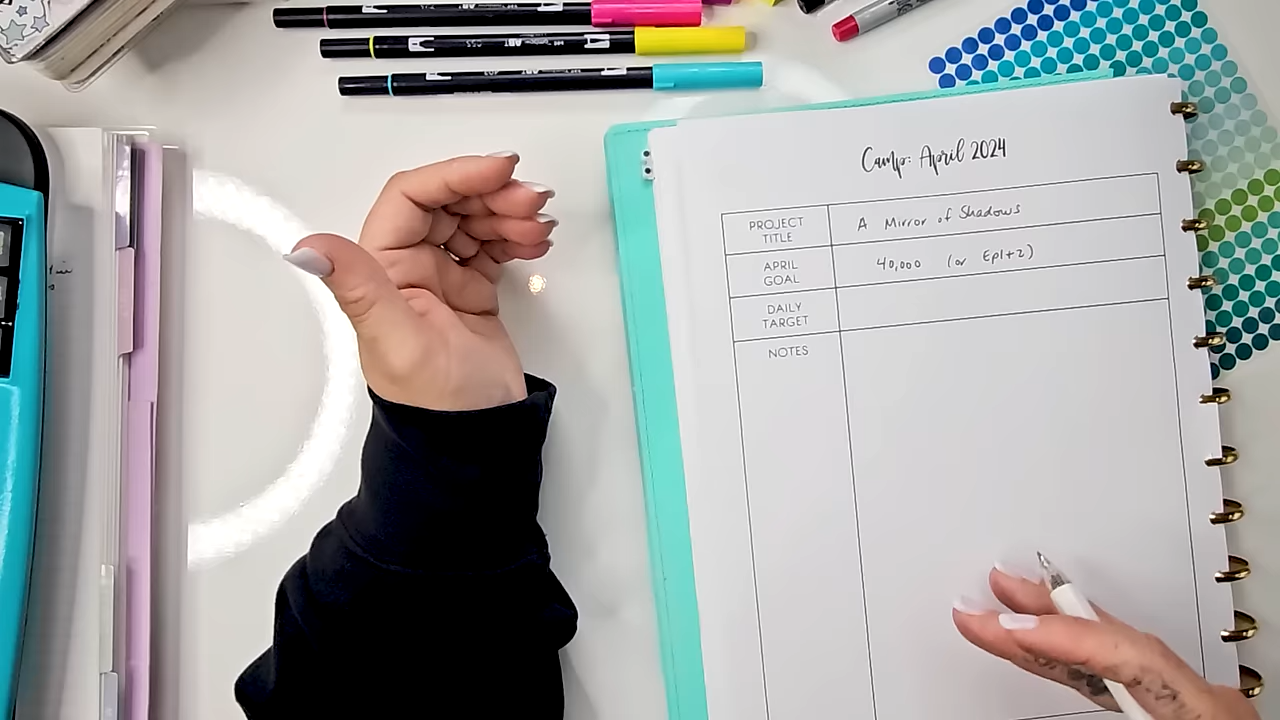 Camp: April 2024
PROJECT TITLE
A Mirror of Shadows
APRIL GOAL
40,000 (or Ep1+2)
DAILY TARGET
NOTES